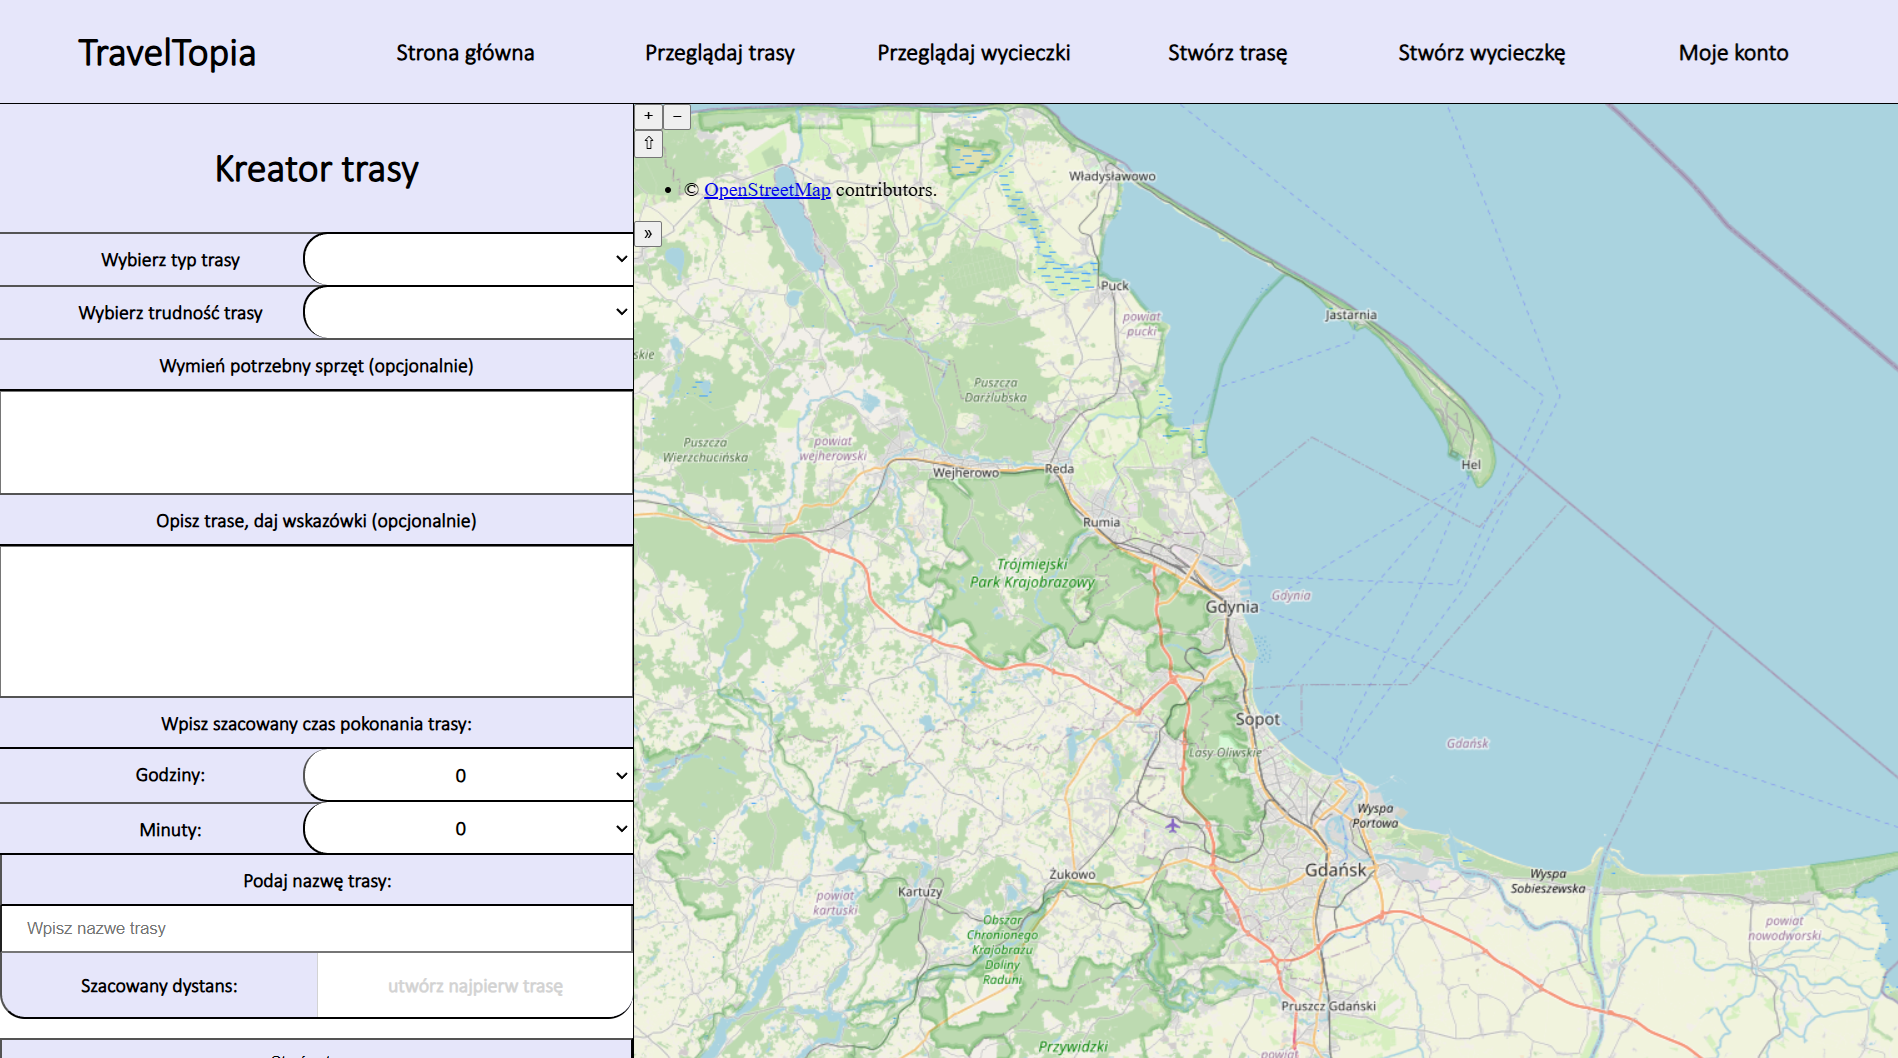 TravelTopia
Strona główna
Przeglądaj trasy
Przeglądaj wycieczki
Stwórz trasę
Stwórz wycieczkę
Moje konto
Kreator trasy
Wybierz typ trasy
Wybierz trudność trasy
Wymień potrzebny sprzęt (opcjonalnie)
Opisz trase, daj wskazówki (opcjonalnie)
Wpisz szacowany czas pokonania trasy:
Godziny:
0
Minuty:
0
Podaj nazwę trasy:
Wpisz nazwe trasy
Szacowany dystans:
utwórz najpierw trasę
+
–
⇧
• © OpenStreetMap contributors.
»
Władysławowo
Puck
powiat
pucki
Jastarnia
skie
Puszcza
Darżlubska
Puszcza
Wierzchucińska
powiat
wejherowski
Wejherowo
Reda
Hel
Rumia
Trójmiejski
Park Krajobrazowy
Gdynia
Gdynia
Sopot
Lasy Oliwskie
Gdańsk
Wyspa
Portowa
Gdańsk
Wyspa
Sobieszewska
Żukowo
Kartuzy
powiat
kartuski
Obszar
Chronionego
Krajobrazu
Doliny
Raduni
powiat
nowodworski
Pruszcz Gdański
Przywidzki
powiat